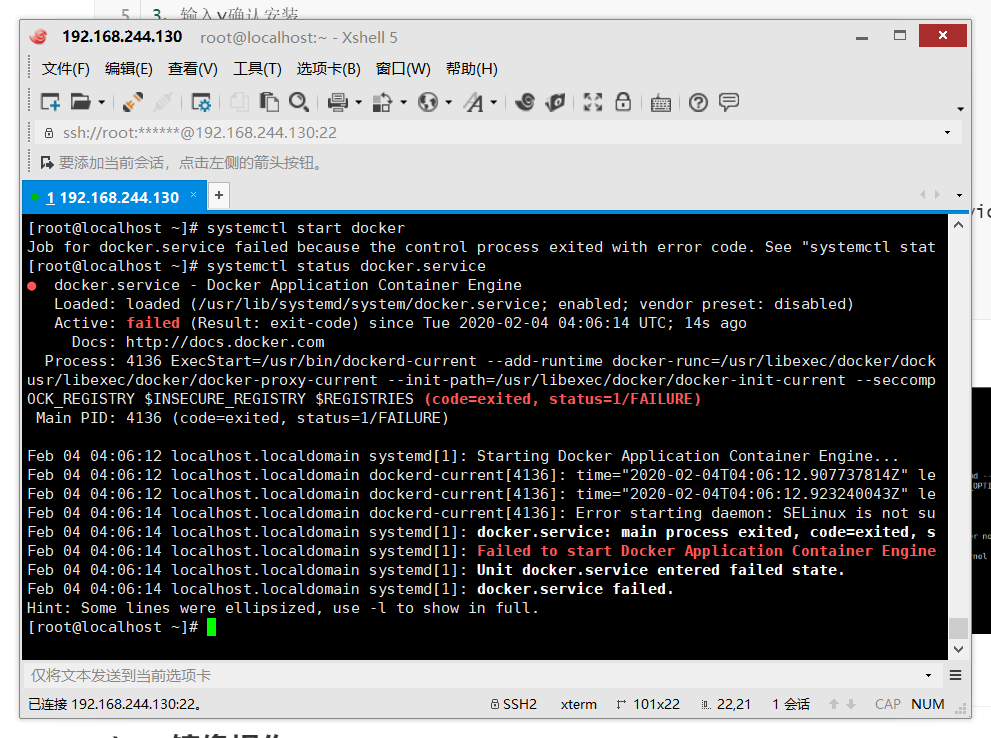 5 3. 输入y确认安装
192.168.244.130 root@localhost:~ - Xshell 5
文件(F) 编辑(E) 查看(V) 工具(T) 选项卡(B) 窗口(W) 帮助(H)
ssh://root:******@192.168.244.130:22
要添加当前会话，点击左侧的箭头按钮。
1 192.168.244.130 × +
[root@localhost ~]# systemctl start docker
Job for docker.service failed because the control process exited with error code. See "systemctl stat
[root@localhost ~]# systemctl status docker.service
● docker.service - Docker Application Container Engine
Loaded: loaded (/usr/lib/systemd/system/docker.service; enabled; vendor preset: disabled)
Active: failed (Result: exit-code) since Tue 2020-02-04 04:06:14 UTC; 14s ago
Docs: http://docs.docker.com
Process: 4136 ExecStart=/usr/bin/dockerd-current --add-runtime docker-runc=/usr/libexec/docker/dock
usr/libexec/docker/docker-proxy-current --init-path=/usr/libexec/docker/docker-init-current --seccomp
OCK_REGISTRY $INSECURE_REGISTRY $REGISTRIES (code=exited, status=1/FAILURE)
Main PID: 4136 (code=exited, status=1/FAILURE)
Feb 04 04:06:12 localhost.localdomain systemd[1]: Starting Docker Application Container Engine...
Feb 04 04:06:12 localhost.localdomain dockerd-current[4136]: time="2020-02-04T04:06:12.907737814Z" le
Feb 04 04:06:12 localhost.localdomain dockerd-current[4136]: time="2020-02-04T04:06:12.923240043Z" le
Feb 04 04:06:14 localhost.localdomain dockerd-current[4136]: Error starting daemon: SELinux is not su
Feb 04 04:06:14 localhost.localdomain systemd[1]: docker.service: main process exited, code=exited, s
Feb 04 04:06:14 localhost.localdomain systemd[1]: Failed to start Docker Application Container Engine
Feb 04 04:06:14 localhost.localdomain systemd[1]: Unit docker.service entered failed state.
Feb 04 04:06:14 localhost.localdomain systemd[1]: docker.service failed.
Hint: Some lines were ellipsized, use -l to show in full.
[root@localhost ~]#
仅将文本发送到当前选项卡
已连接 192.168.244.130:22。 SSH2 xterm 101x22 22,21 1 会话 CAP NUM